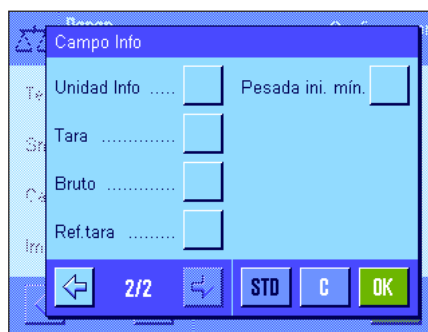 Campo Info
Unidad Info .....
Pesada ini. mín.
Tara .............
Bruto .............
Ref.tara .........
2/2
STD
C
OK